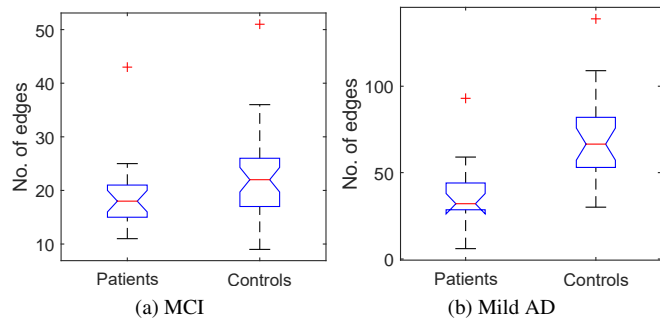 No. of edges
50
40
30
20
10
Patients
Controls
(a) MCI
No. of edges
100
50
0
Patients
Controls
(b) Mild AD